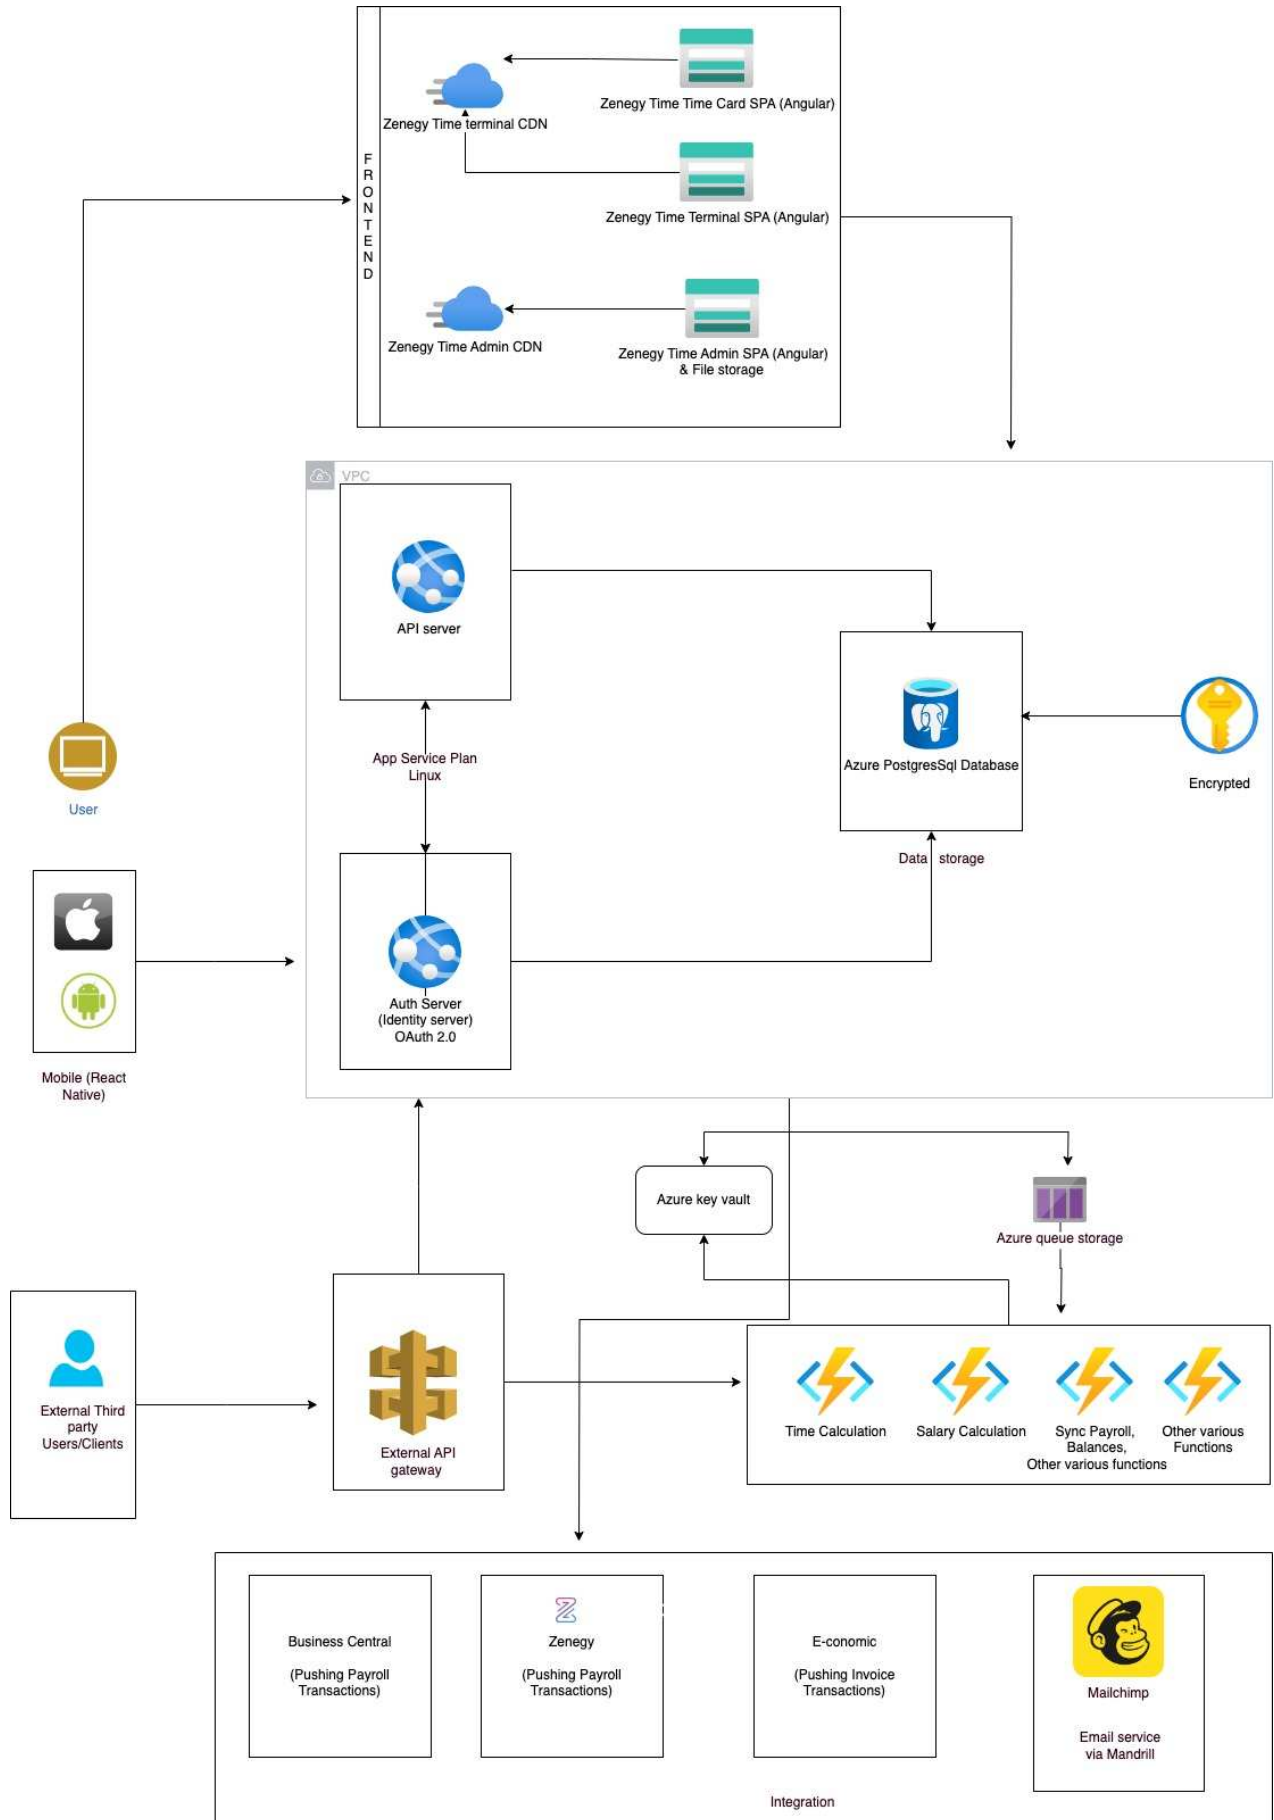 Zenegy Time Time Card SPA (Angular)
Zenegy Time terminal CDN
FRONTEND
Zenegy Time Terminal SPA (Angular)
Zenegy Time Admin CDN
Zenegy Time Admin SPA (Angular)
& File storage
VPC
API server
App Service Plan
Linux
Azure PostgresSql Database
Encrypted
User
Data storage
Auth Server
(Identity server)
OAuth 2.0
Mobile (React
Native)
Azure key vault
Azure queue storage
External Third
party
Users/Clients
External API
gateway
Time Calculation
Salary Calculation
Sync Payroll,
Balances,
Other various functions
Other various
Functions
Business Central
(Pushing Payroll
Transactions)
Zenegy
(Pushing Payroll
Transactions)
E-conomic
(Pushing Invoice
Transactions)
Mailchimp
Email service
via Mandrill
Integration